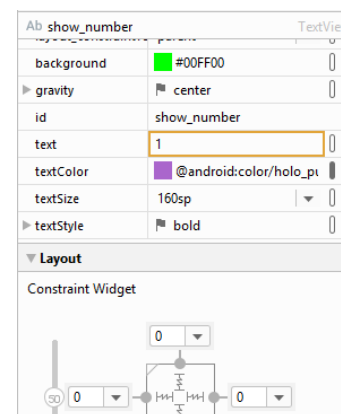 Ab show_number TextVie
background #00FF00
gravity center
id show_number
text 1
textColor @android:color/holo_pu
textSize 160sp
textStyle bold
Layout
Constraint Widget
0
50 0 0